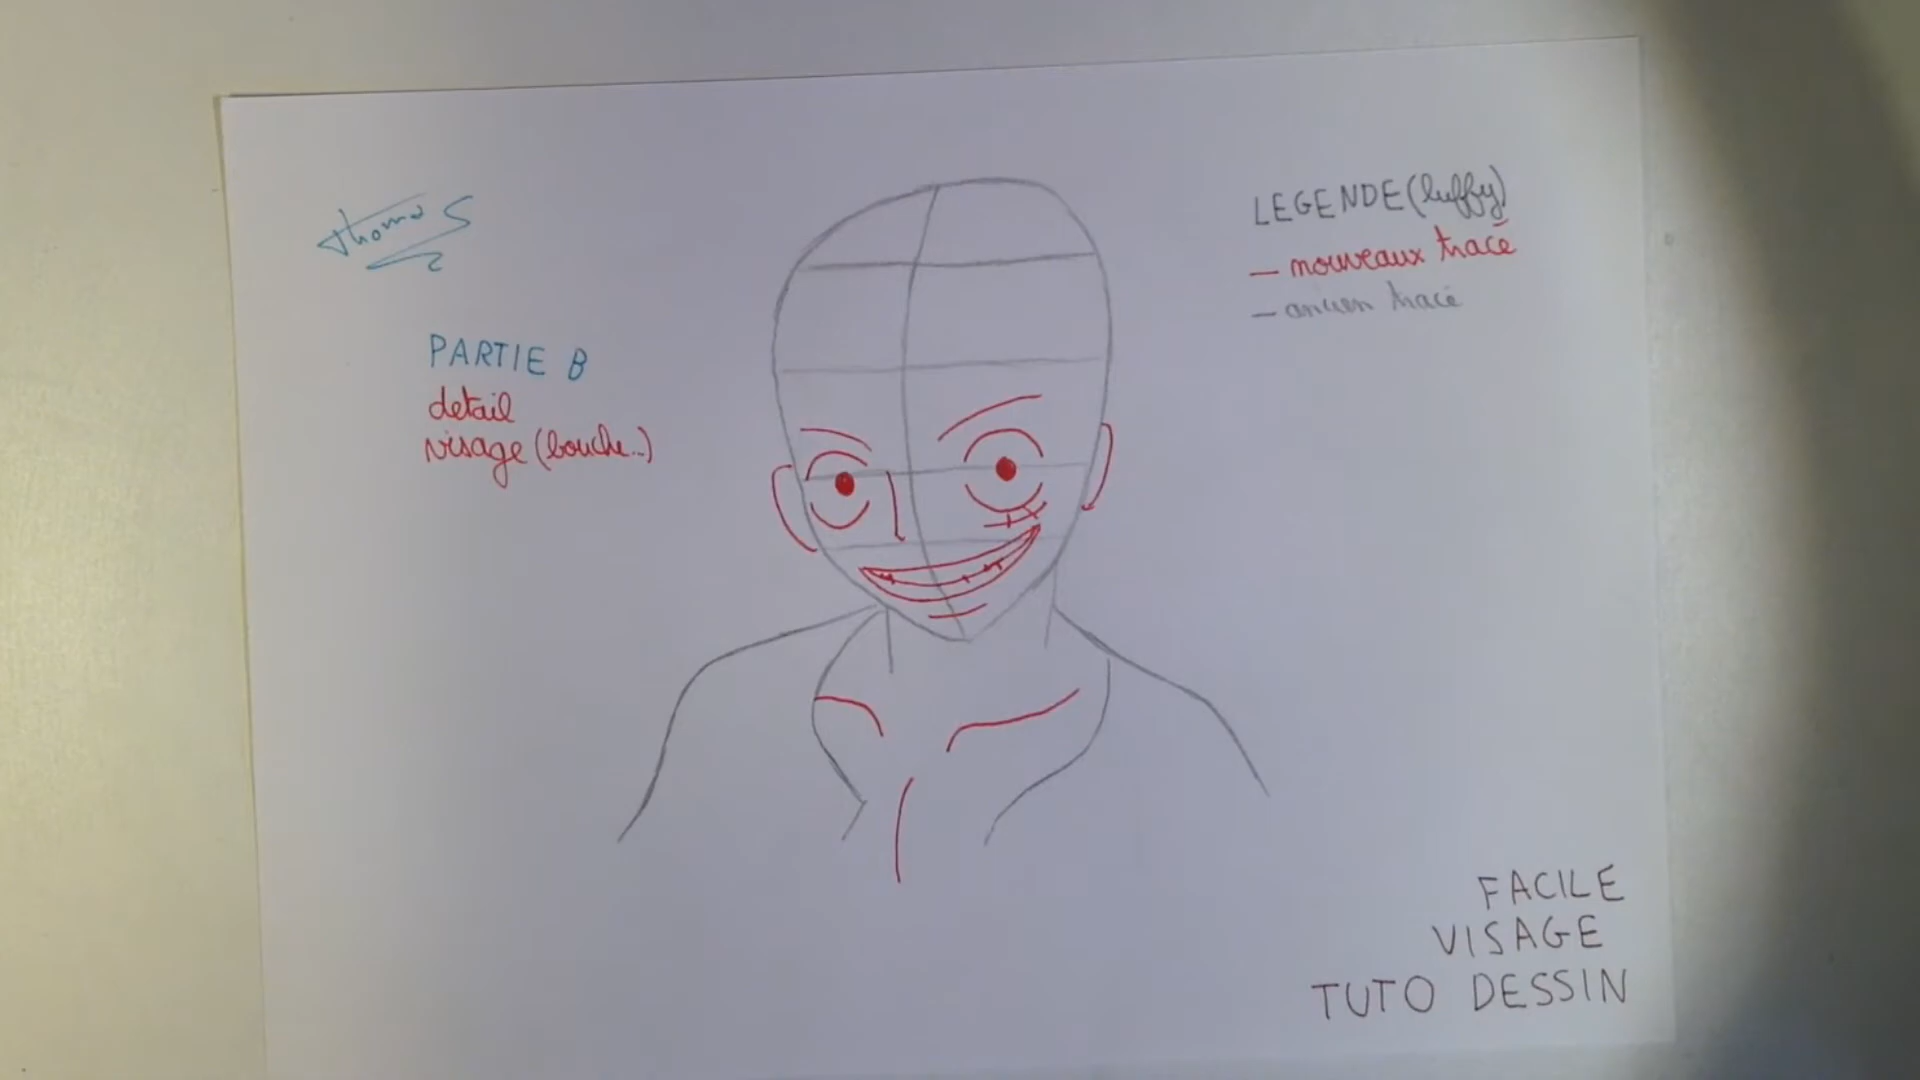 Thomas
PARTIE B
detail
visage (bouche...)
LEGENDE (luffy)
— nouveaux tracé
— ancien tracé
FACILE
VISAGE
TUTO DESSIN